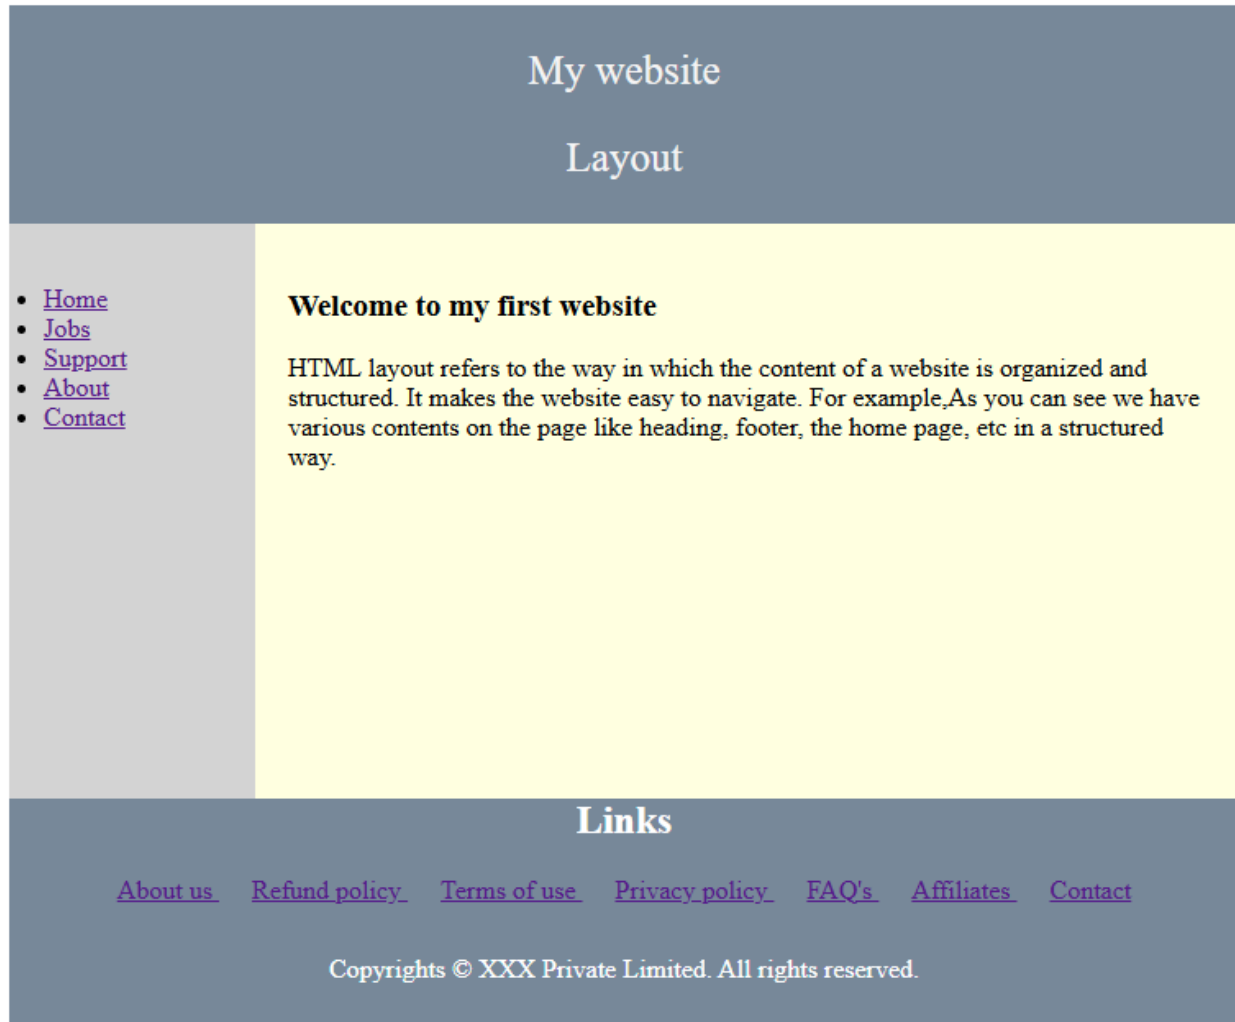 My website
Layout
Home
Jobs
Support
About
Contact
Welcome to my first website
HTML layout refers to the way in which the content of a website is organized and
structured. It makes the website easy to navigate. For example,As you can see we have
various contents on the page like heading, footer, the home page, etc in a structured
way.
Links
About us Refund policy Terms of use Privacy policy FAQ's Affiliates Contact
Copyrights © XXX Private Limited. All rights reserved.